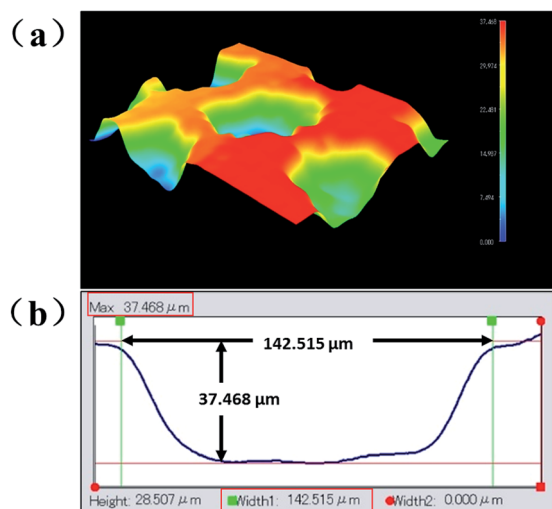 (a)
37.468
29.974
22.481
14.987
7.494
0.000
(b)
Max 37.468 μm
142.515 μm
37.468 μm
Height: 28.507 μm Width1: 142.515 μm Width2: 0.000 μm